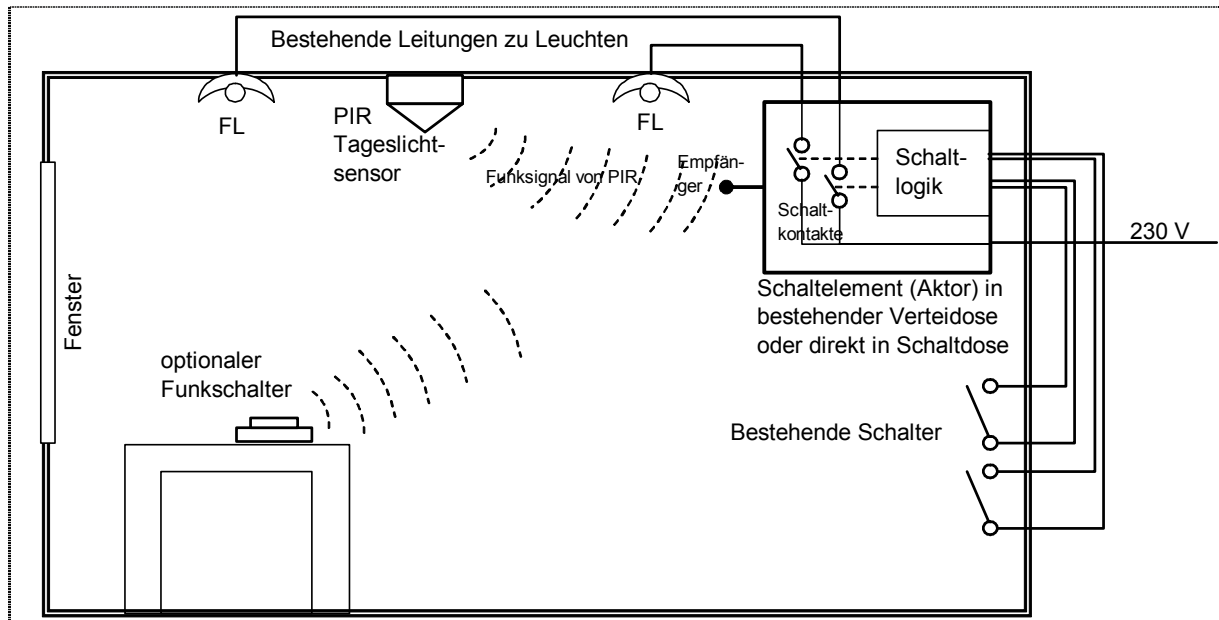 Bestehende Leitungen zu Leuchten
FL
PIR
Tageslicht-
sensor
FL
Funksignal von PIR
Empfän-
ger
Schalt-
logik
Schalt-
kontakte
230 V
Schaltelement (Aktor) in
bestehender Verteidose
oder direkt in Schaltdose
Fenster
optionaler
Funkschalter
Bestehende Schalter